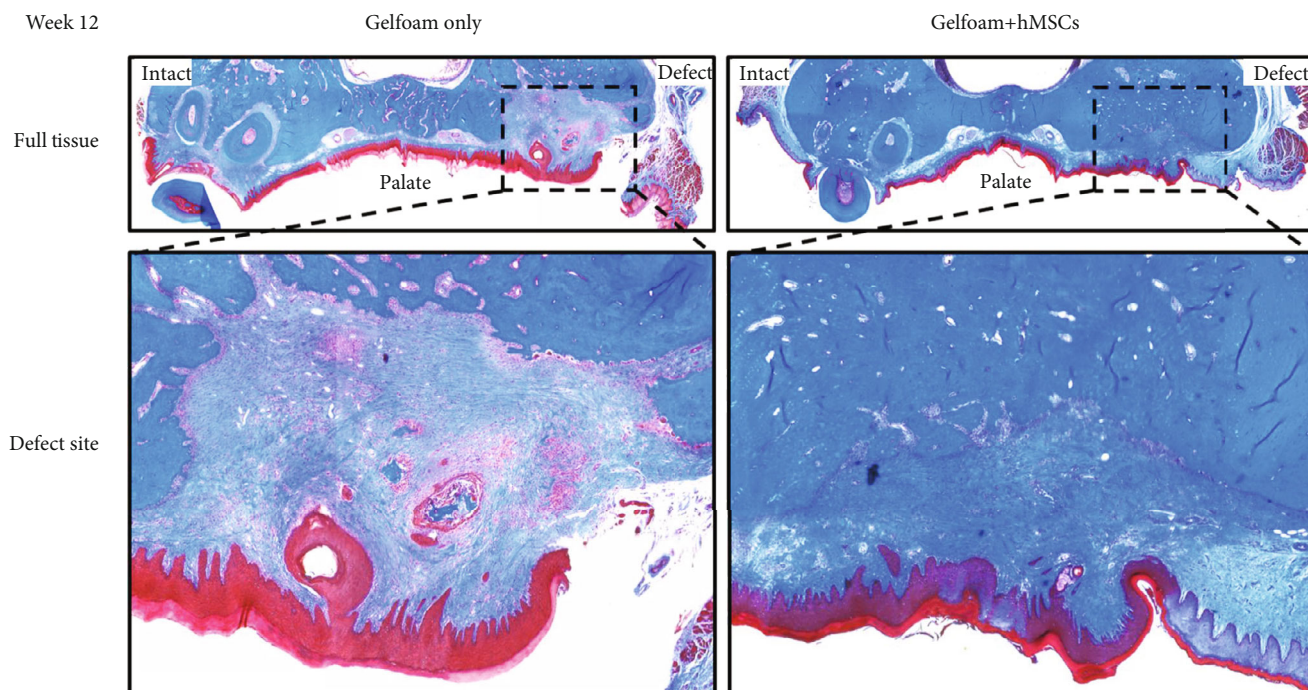 Week 12
Gelfoam only
Gelfoam+hMSCs
Full tissue
Intact
Defect
Palate
Intact
Defect
Palate
Defect site